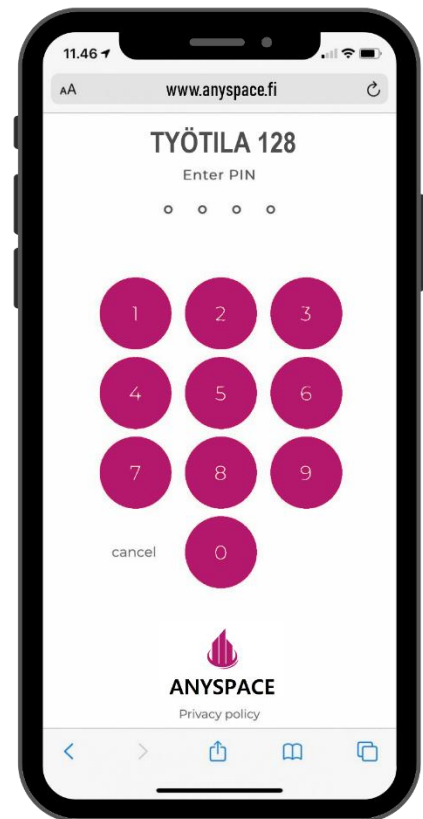 11.46
AA www.anyspace.fi
TYÖTILA 128
Enter PIN
1 2 3
4 5 6
7 8 9
cancel 0
ANYSPACE
Privacy policy